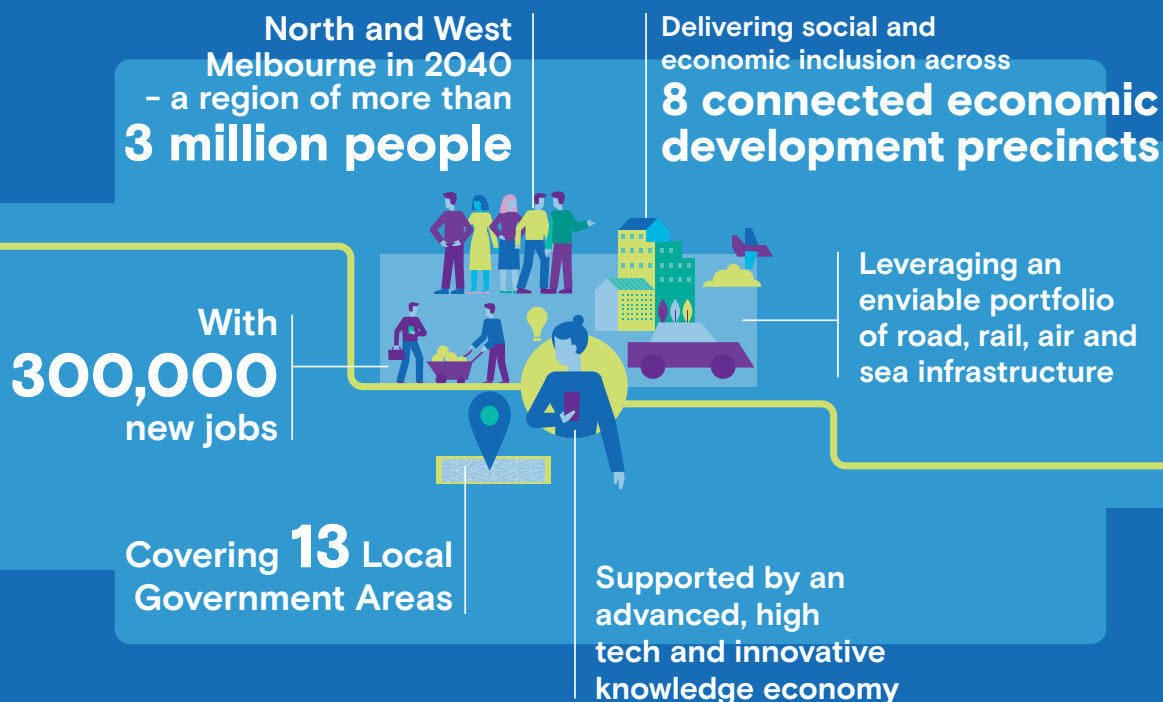 North and West
Melbourne in 2040
– a region of more than
3 million people
Delivering social and
economic inclusion across
8 connected economic
development precincts
Leveraging an
enviable portfolio
of road, rail, air and
sea infrastructure
With
300,000
new jobs
Covering 13 Local
Government Areas
Supported by an
advanced, high
tech and innovative
knowledge economy